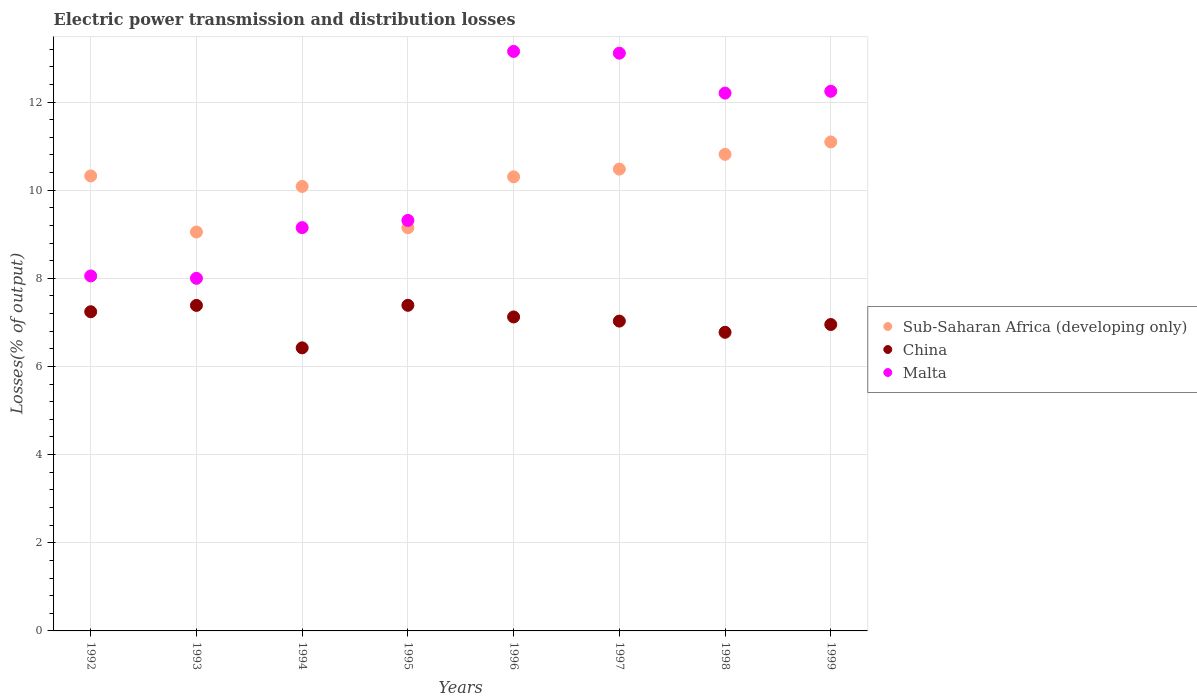 Electric power transmission and distribution losses
Losses(% of output)
12
10
8
6
4
2
0
Sub-Saharan Africa (developing only)
China
Malta
1992 1993 1994 1995 1996 1997 1998 1999
Years